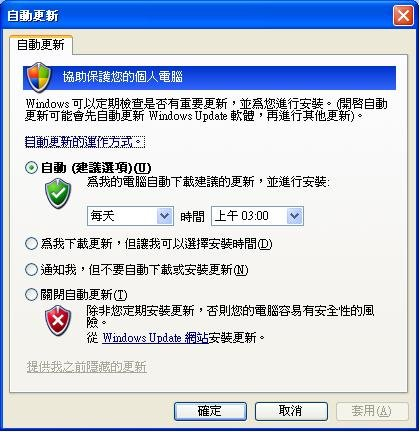 自動更新
自動更新
協助保護您的個人電腦
Windows 可以定期檢查是否有重要更新，並爲您進行安裝。(開啓自動
更新可能會先自動更新 Windows Update 軟體，再進行其他更新)。
自動更新的運作方式。
自動 (建議選項)(U)
爲我的電腦自動下載建議的更新，並進行安裝:
每天 時間 上午 03:00
爲我下載更新，但讓我可以選擇安裝時間(D)
通知我，但不要自動下載或安裝更新(N)
關閉自動更新(T)
除非您定期安裝更新，否則您的電腦容易有安全性的風
險。
從 Windows Update 網站安裝更新。
提供我之前隱藏的更新
確定 取消 套用(A)